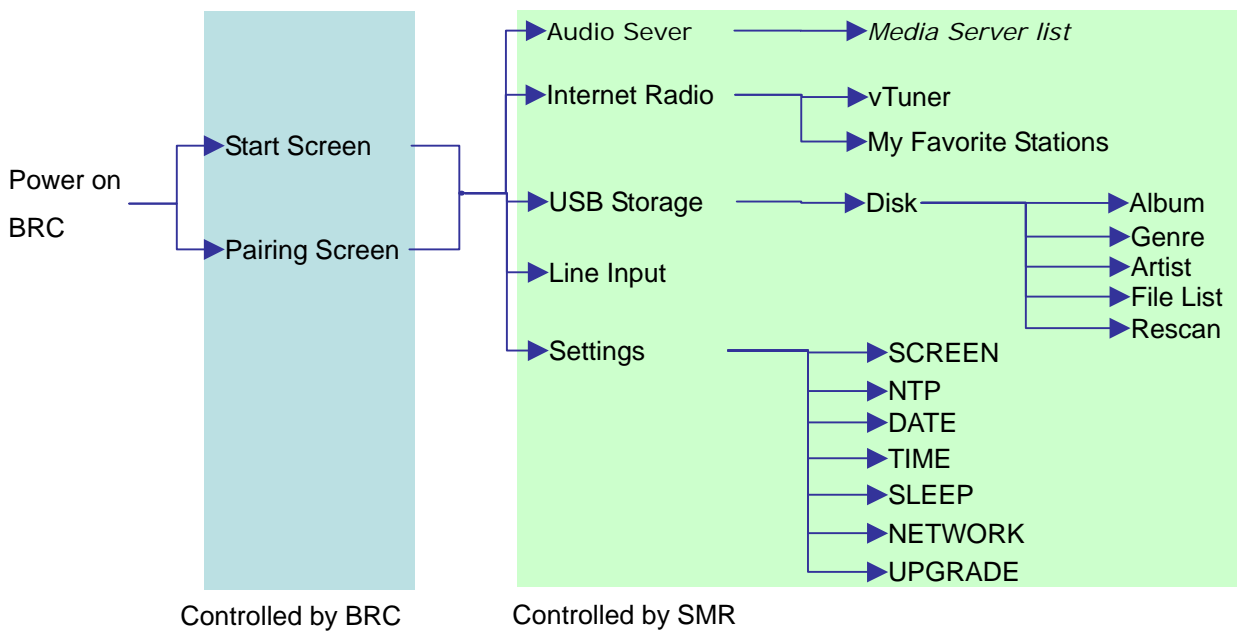 Power on
BRC
Start Screen
Pairing Screen
Audio Sever
Media Server list
Internet Radio
vTuner
My Favorite Stations
USB Storage
Disk
Album
Genre
Artist
File List
Rescan
Line Input
Settings
SCREEN
NTP
DATE
TIME
SLEEP
NETWORK
UPGRADE
Controlled by BRC
Controlled by SMR